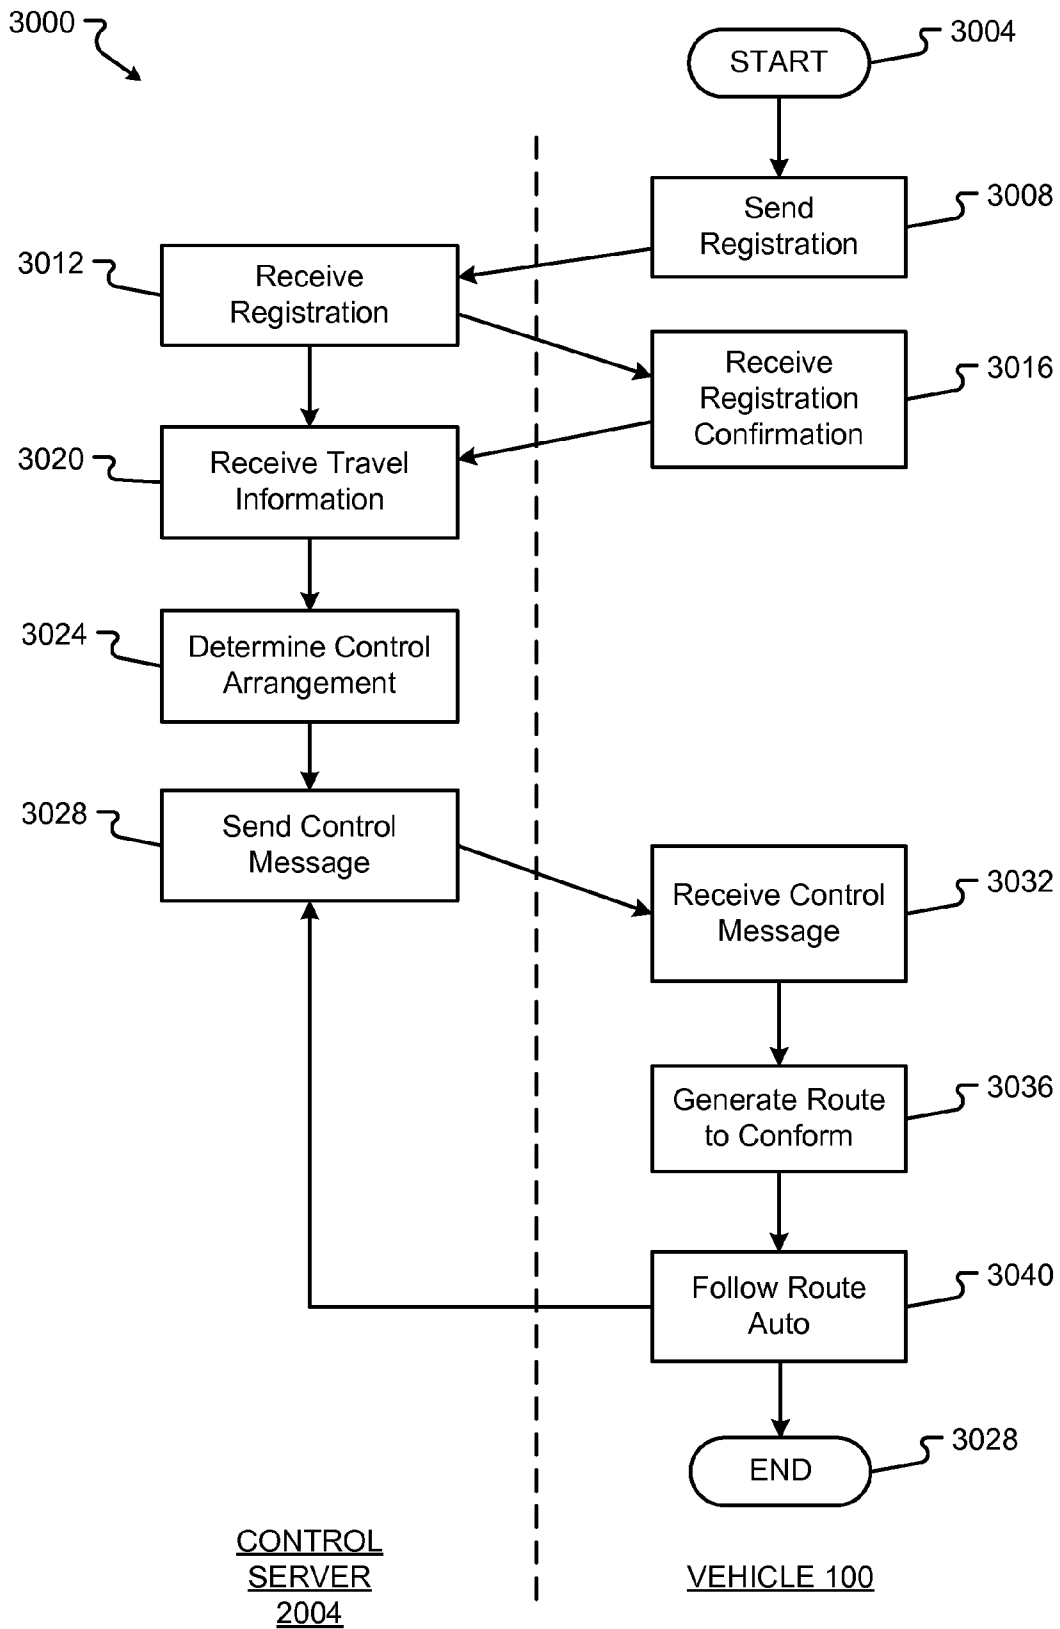 3000
START
3004
Send
Registration
3008
3012
Receive
Registration
Receive
Registration
Confirmation
3016
3020
Receive Travel
Information
3024
Determine Control
Arrangement
3028
Send Control
Message
Receive Control
Message
3032
Generate Route
to Conform
3036
Follow Route
Auto
3040
END
3028
CONTROL
SERVER
2004
VEHICLE 100